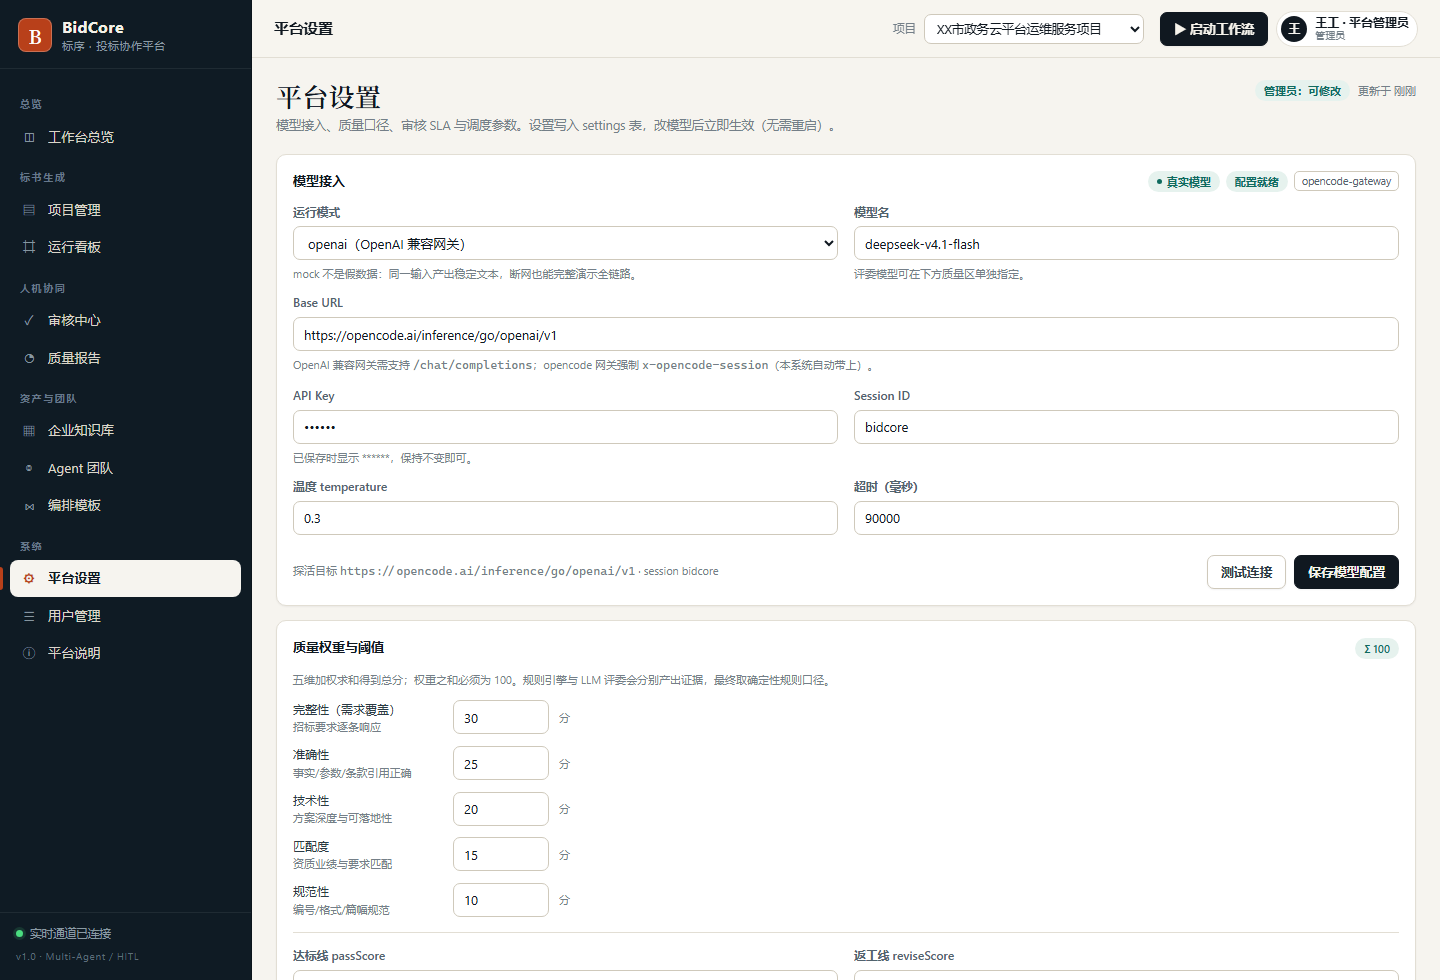 B
BidCore
标序 · 投标协作平台
总览
工作台总览
标书生成
项目管理
运行看板
人机协同
审核中心
质量报告
资产与团队
企业知识库
Agent 团队
编排模板
系统
平台设置
用户管理
平台说明
实时通道已连接
v1.0 · Multi-Agent / HITL
平台设置
项目
XX市政务云平台运维服务项目
▶ 启动工作流
王
王工 · 平台管理员
管理员
平台设置
模型接入、质量口径、审核 SLA 与调度参数。设置写入 settings 表，改模型后立即生效（无需重启）。
管理员：可修改
更新于 刚刚
模型接入
真实模型
配置就绪
opencode-gateway
运行模式
openai（OpenAI 兼容网关）
mock 不是假数据：同一输入产出稳定文本，断网也能完整演示全链路。
模型名
deepseek-v4.1-flash
评委模型可在下方质量区单独指定。
Base URL
https://opencode.ai/inference/go/openai/v1
OpenAI 兼容网关需支持 /chat/completions；opencode 网关强制 x-opencode-session（本系统自动带上）。
API Key
••••••
已保存时显示 ******，保持不变即可。
Session ID
bidcore
温度 temperature
0.3
超时（毫秒）
90000
探活目标 https://opencode.ai/inference/go/openai/v1 · session bidcore
测试连接
保存模型配置
质量权重与阈值
Σ 100
五维加权求和得到总分；权重之和必须为 100。规则引擎与 LLM 评委会分别产出证据，最终取确定性规则口径。
完整性（需求覆盖）
招标要求逐条响应
30
分
准确性
事实/参数/条款引用正确
25
分
技术性
方案深度与可落地性
20
分
匹配度
资质业绩与要求匹配
15
分
规范性
编号/格式/篇幅规范
10
分
达标线 passScore
返工线 reviseScore